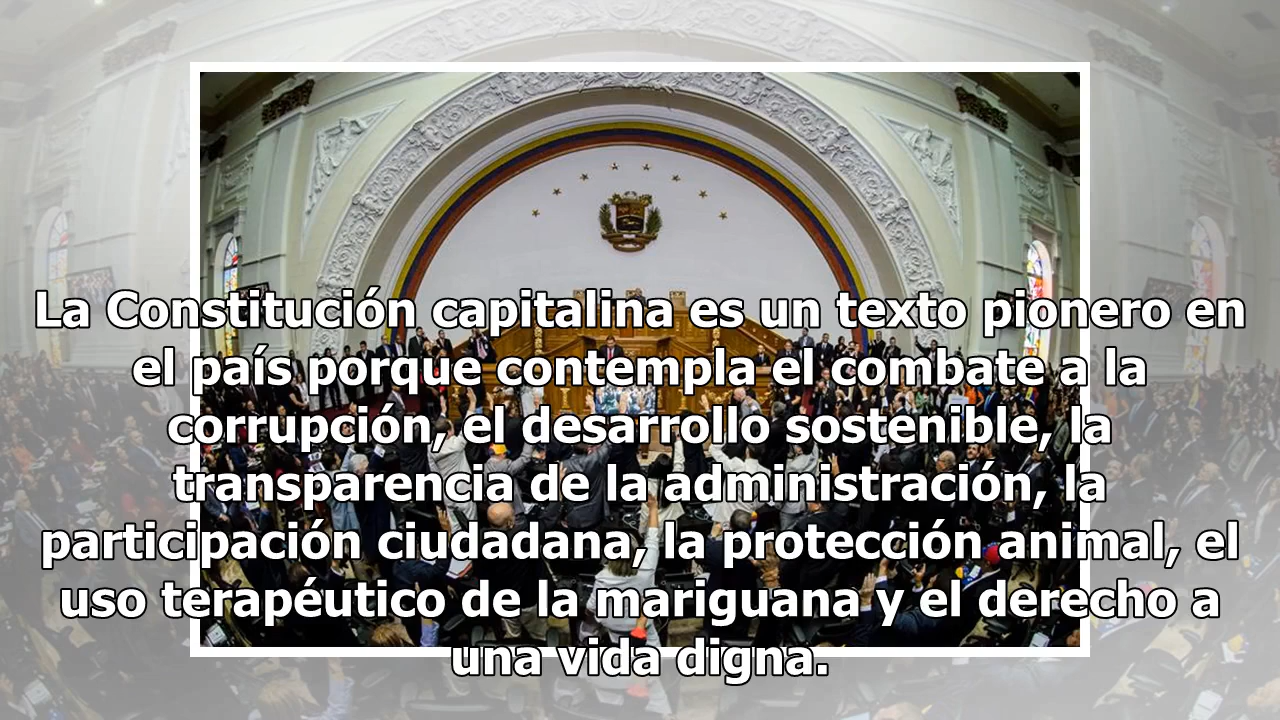 La Constitución capitalina es un texto pionero en
el país porque contempla el combate a la
corrupción, el desarrollo sostenible, la
transparencia de la administración, la
participación ciudadana, la protección animal, el
uso terapéutico de la mariguana y el derecho a
una vida digna.